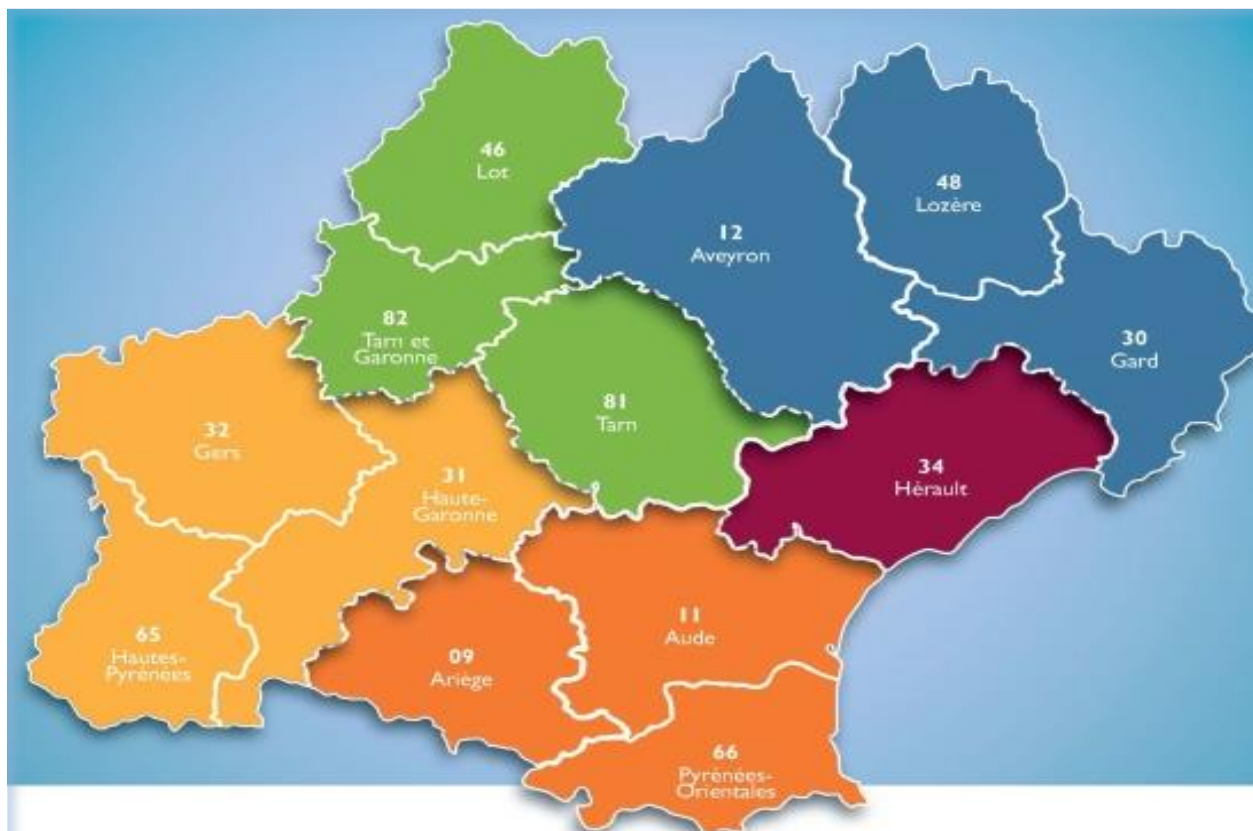 46
Lot
48
Lozère
12
Aveyron
82
Tarn et
Garonne
30
Gard
81
Tarn
32
Gers
34
Hérault
31
Haute-
Garonne
11
Aude
65
Hautes-
Pyrénées
09
Ariège
66
Pyrénées-
Orientales